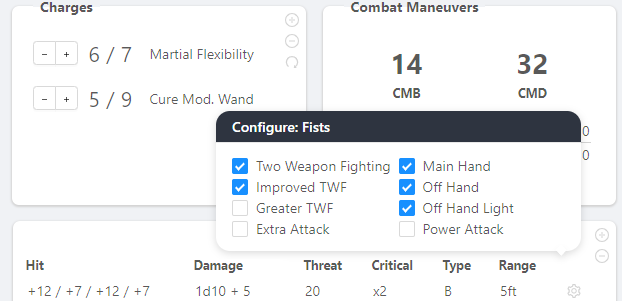 Charges
- + 6 / 7 Martial Flexibility
- + 5 / 9 Cure Mod. Wand
Combat Maneuvers
14 32
CMB CMD
0
0
Configure: Fists
Two Weapon Fighting Main Hand
Improved TWF Off Hand
Greater TWF Off Hand Light
Extra Attack Power Attack
Hit Damage Threat Critical Type Range
+12 / +7 / +12 / +7 1d10 + 5 20 x2 B 5ft